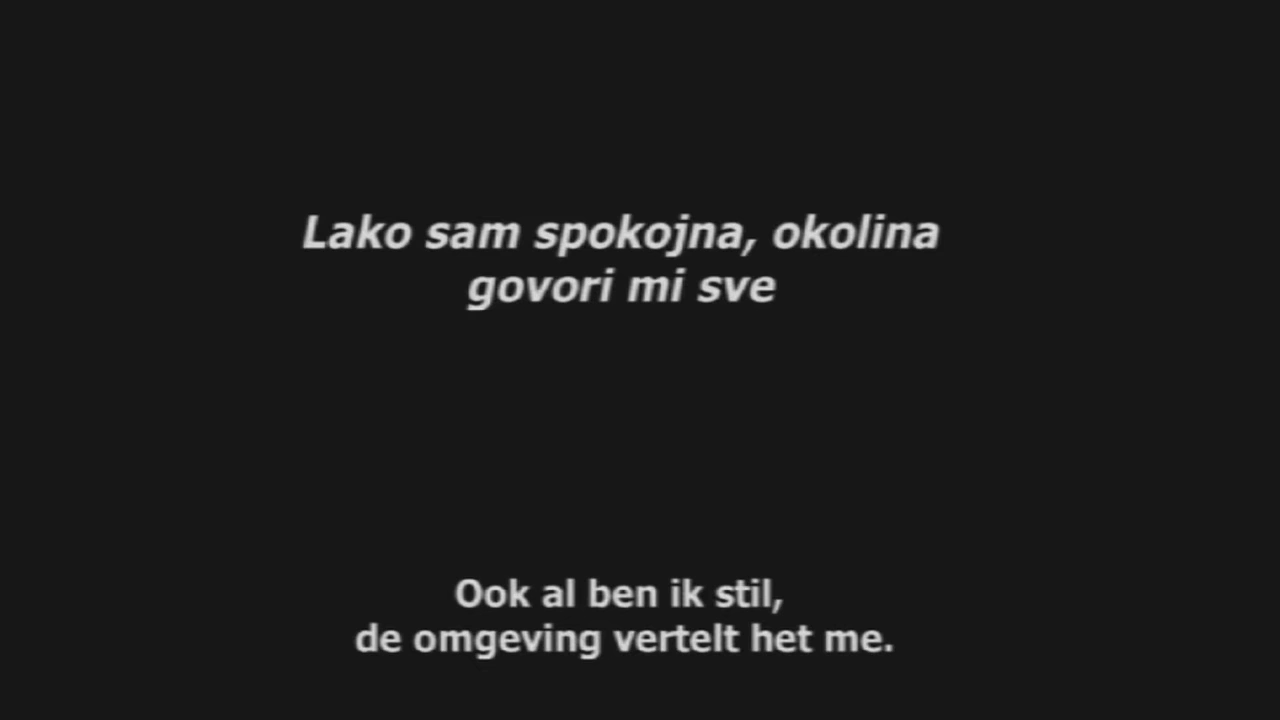 Lako sam spokojna, okolina
govori mi sve
Ook al ben ik stil,
de omgeving vertelt het me.